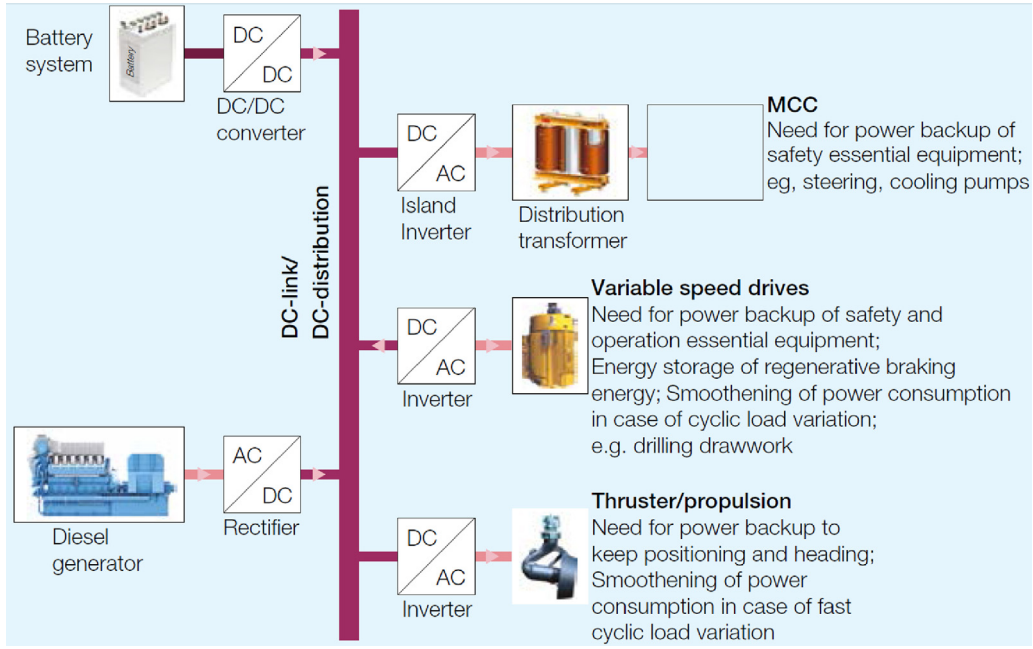 Battery
system
Battery
DC
DC
DC/DC
converter
DC-link/
DC-distribution
DC
AC
Island
Inverter
Distribution
transformer
MCC
Need for power backup of
safety essential equipment;
eg, steering, cooling pumps
DC
AC
Inverter
Variable speed drives
Need for power backup of safety and
operation essential equipment;
Energy storage of regenerative braking
energy; Smoothening of power consumption
in case of cyclic load variation;
e.g. drilling drawwork
Diesel
generator
AC
DC
Rectifier
DC
AC
Inverter
Thruster/propulsion
Need for power backup to
keep positioning and heading;
Smoothening of power
consumption in case of fast
cyclic load variation